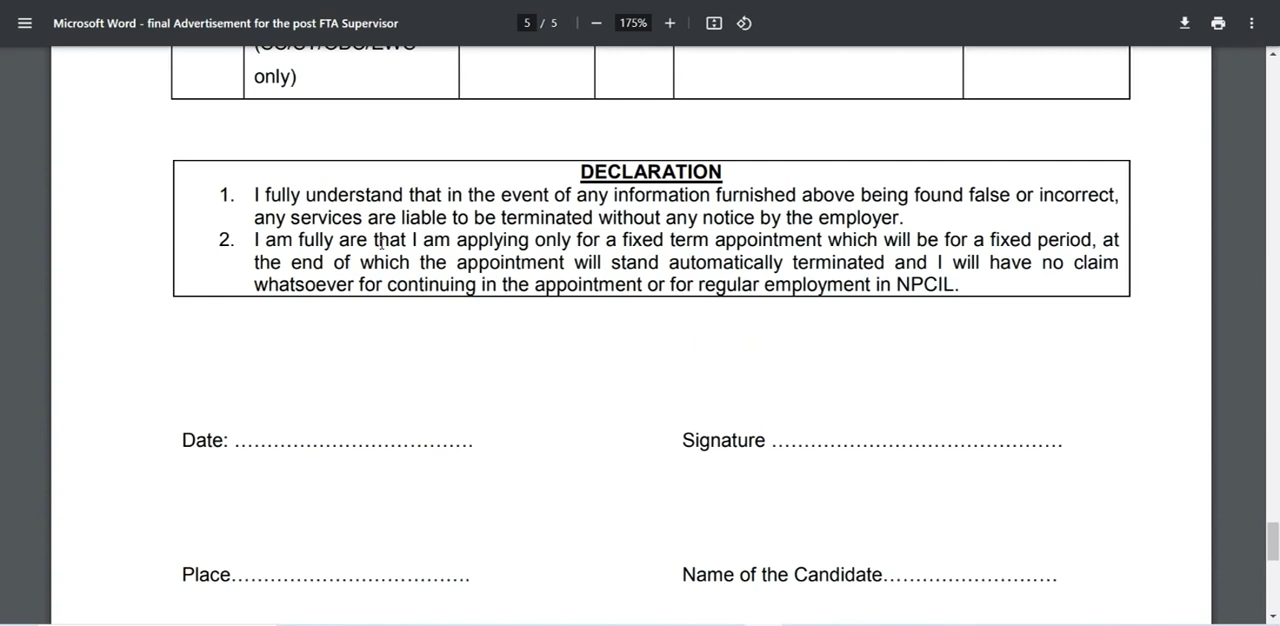 Microsoft Word - final Advertisement for the post FTA Supervisor 5 / 5 175%
only)
DECLARATION
1. I fully understand that in the event of any information furnished above being found false or incorrect,
any services are liable to be terminated without any notice by the employer.
2. I am fully are that I am applying only for a fixed term appointment which will be for a fixed period, at
the end of which the appointment will stand automatically terminated and I will have no claim
whatsoever for continuing in the appointment or for regular employment in NPCIL.
Date: ………………………………. Signature ……………………………………….
Place………………………………. Name of the Candidate………………………